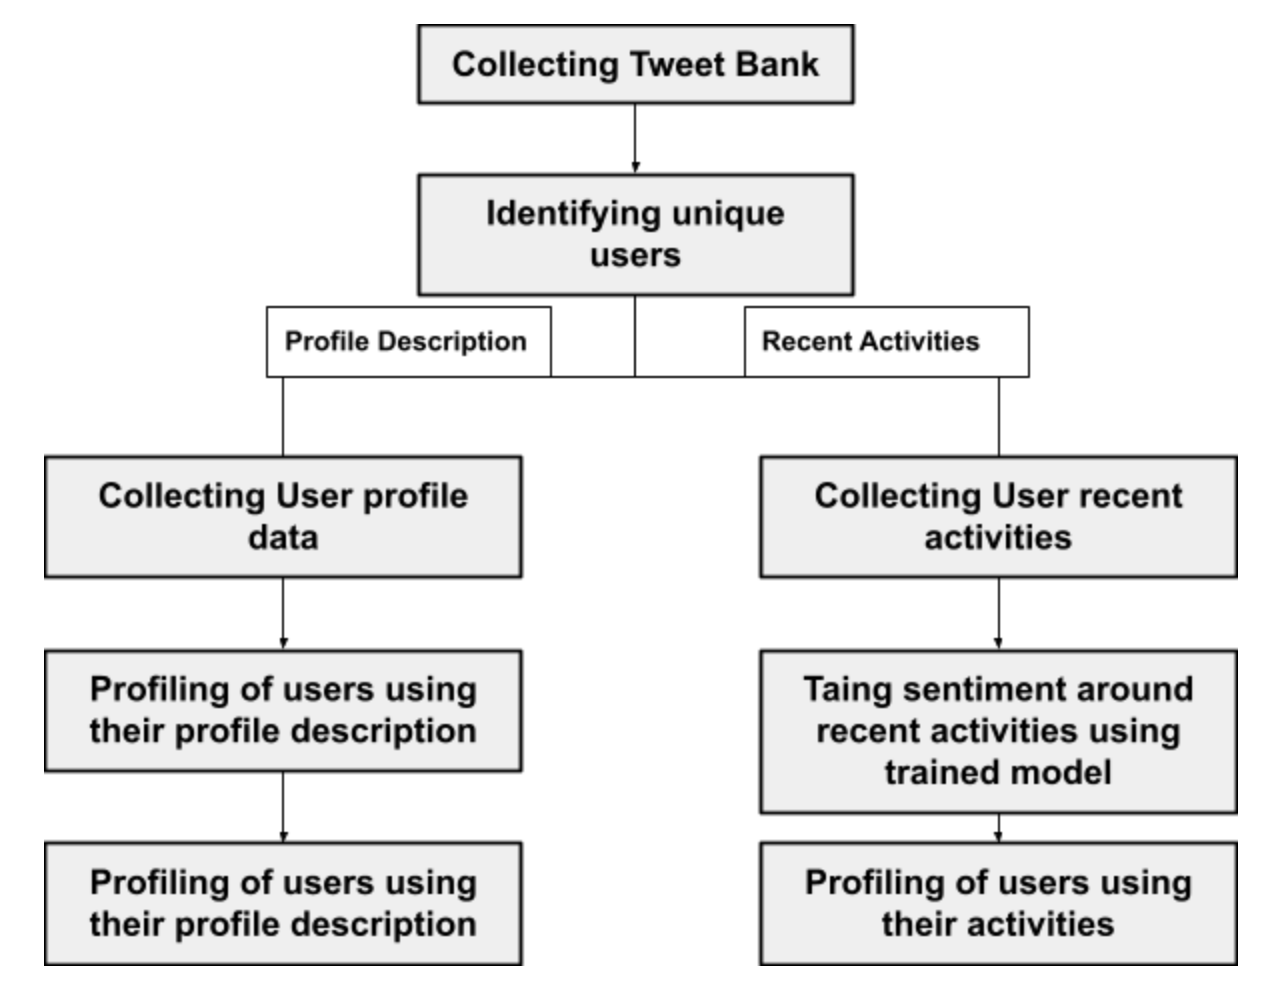 Collecting Tweet Bank
Identifying unique
users
Profile Description
Recent Activities
Collecting User profile
data
Collecting User recent
activities
Profiling of users using
their profile description
Taing sentiment around
recent activities using
trained model
Profiling of users using
their profile description
Profiling of users using
their activities